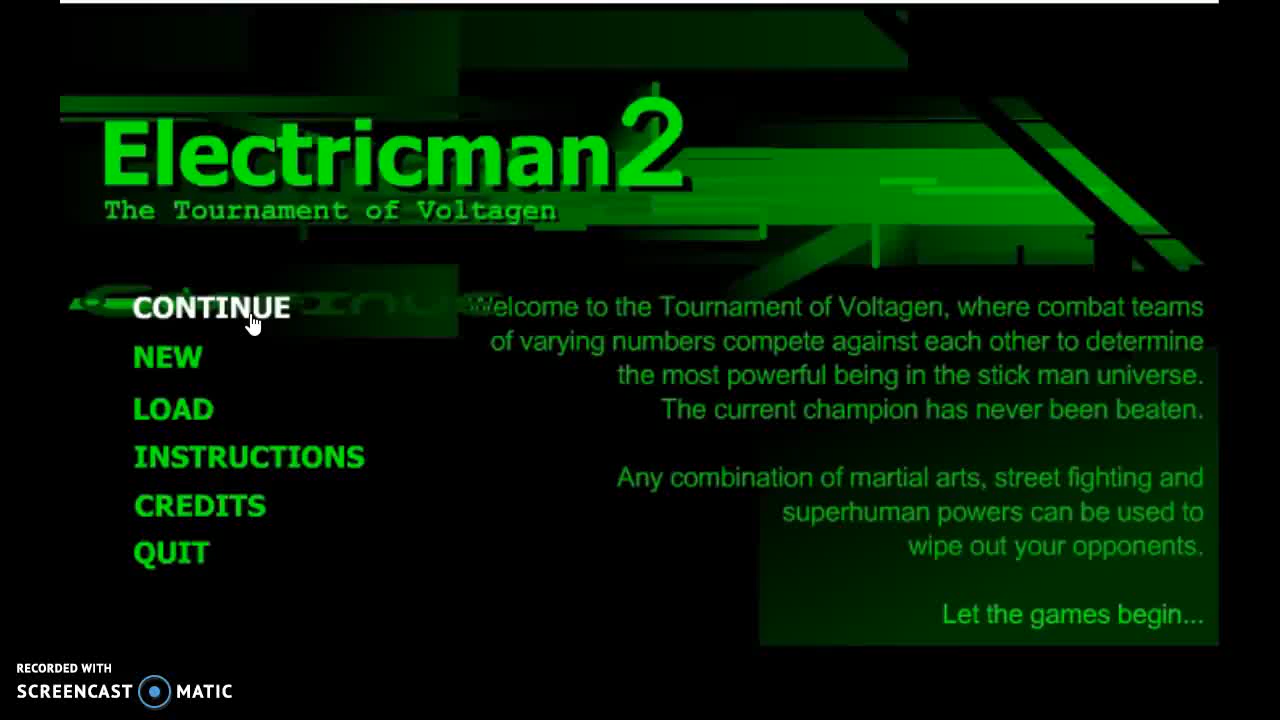 Electricman2
The Tournament of Voltagen
CONTINUE
NEW
LOAD
INSTRUCTIONS
CREDITS
QUIT
Welcome to the Tournament of Voltagen, where combat teams
of varying numbers compete against each other to determine
the most powerful being in the stick man universe.
The current champion has never been beaten.
Any combination of martial arts, street fighting and
superhuman powers can be used to
wipe out your opponents.
Let the games begin...
RECORDED WITH
SCREENCAST MATIC